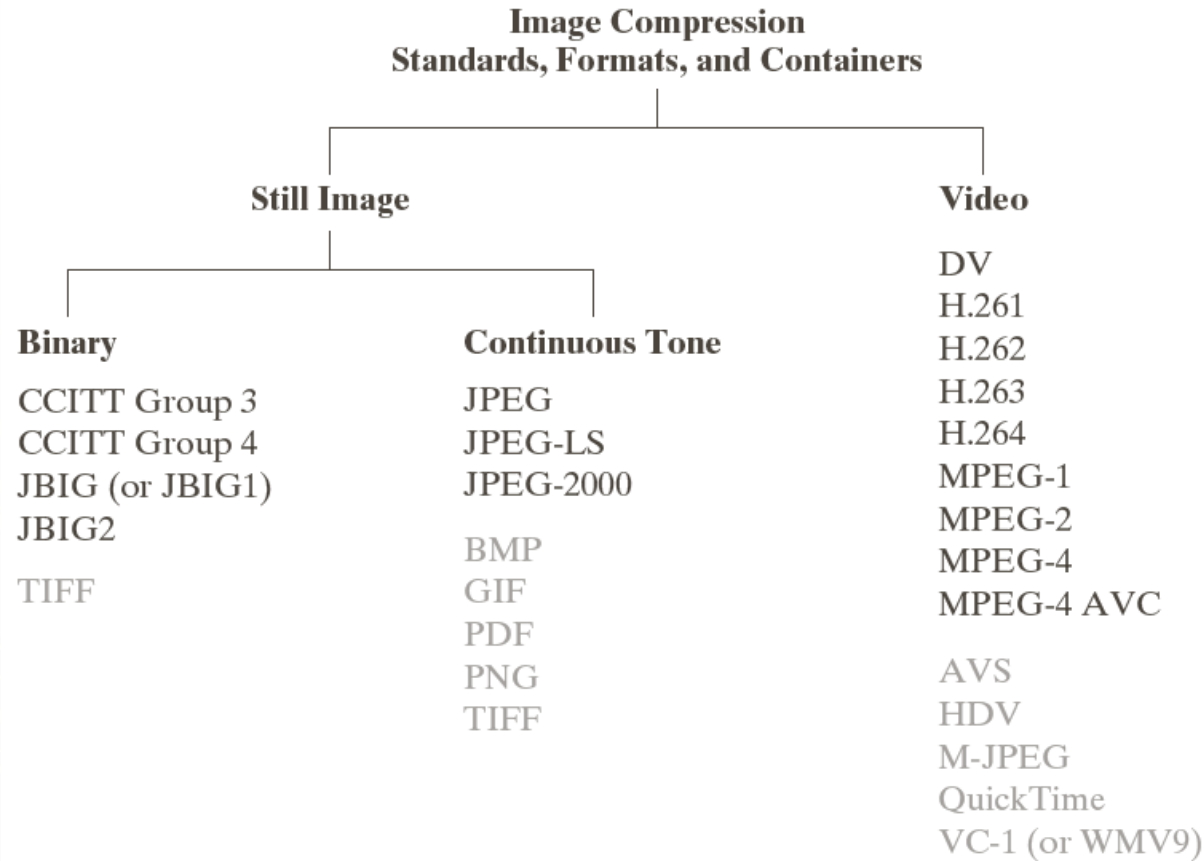 Image Compression
Standards, Formats, and Containers
Still Image
Video
Binary
Continuous Tone
CCITT Group 3
CCITT Group 4
JBIG (or JBIG1)
JBIG2
TIFF
JPEG
JPEG-LS
JPEG-2000
BMP
GIF
PDF
PNG
TIFF
DV
H.261
H.262
H.263
H.264
MPEG-1
MPEG-2
MPEG-4
MPEG-4 AVC
AVS
HDV
M-JPEG
QuickTime
VC-1 (or WMV9)